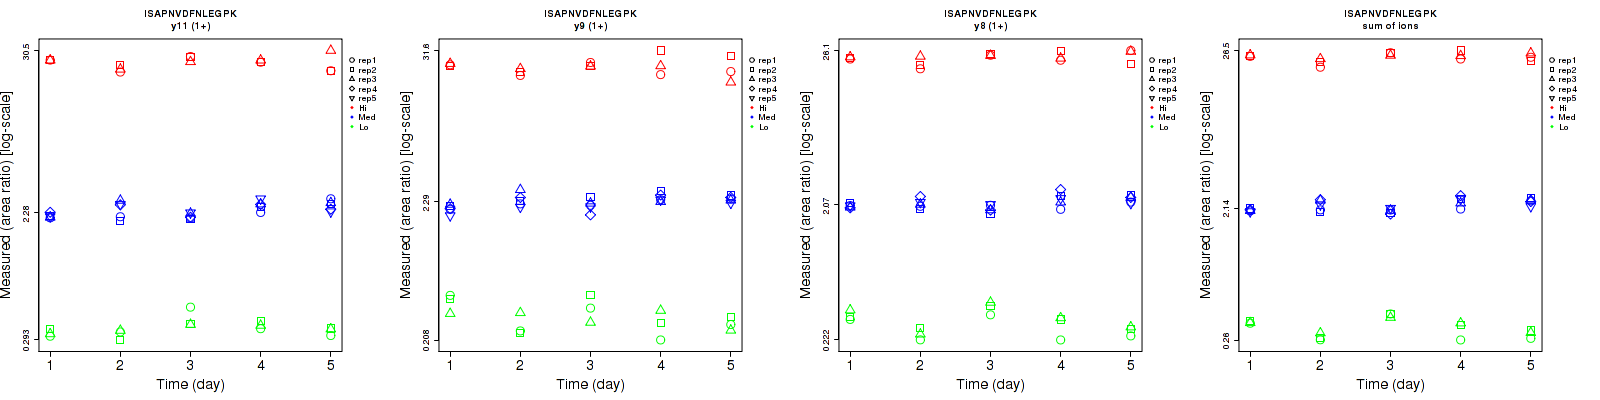 ISAPNVDFNLEGPK
y11 (1+)
Measured (area ratio) [log-scale]
30.5
2.28
0.293
1 2 3 4 5
Time (day)
rep1
rep2
rep3
rep4
rep5
Hi
Med
Lo
ISAPNVDFNLEGPK
y9 (1+)
Measured (area ratio) [log-scale]
31.6
2.29
0.208
1 2 3 4 5
Time (day)
rep1
rep2
rep3
rep4
rep5
Hi
Med
Lo
ISAPNVDFNLEGPK
y8 (1+)
Measured (area ratio) [log-scale]
26.1
2.07
0.222
1 2 3 4 5
Time (day)
rep1
rep2
rep3
rep4
rep5
Hi
Med
Lo
ISAPNVDFNLEGPK
sum of ions
Measured (area ratio) [log-scale]
26.5
2.14
0.26
1 2 3 4 5
Time (day)
rep1
rep2
rep3
rep4
rep5
Hi
Med
Lo